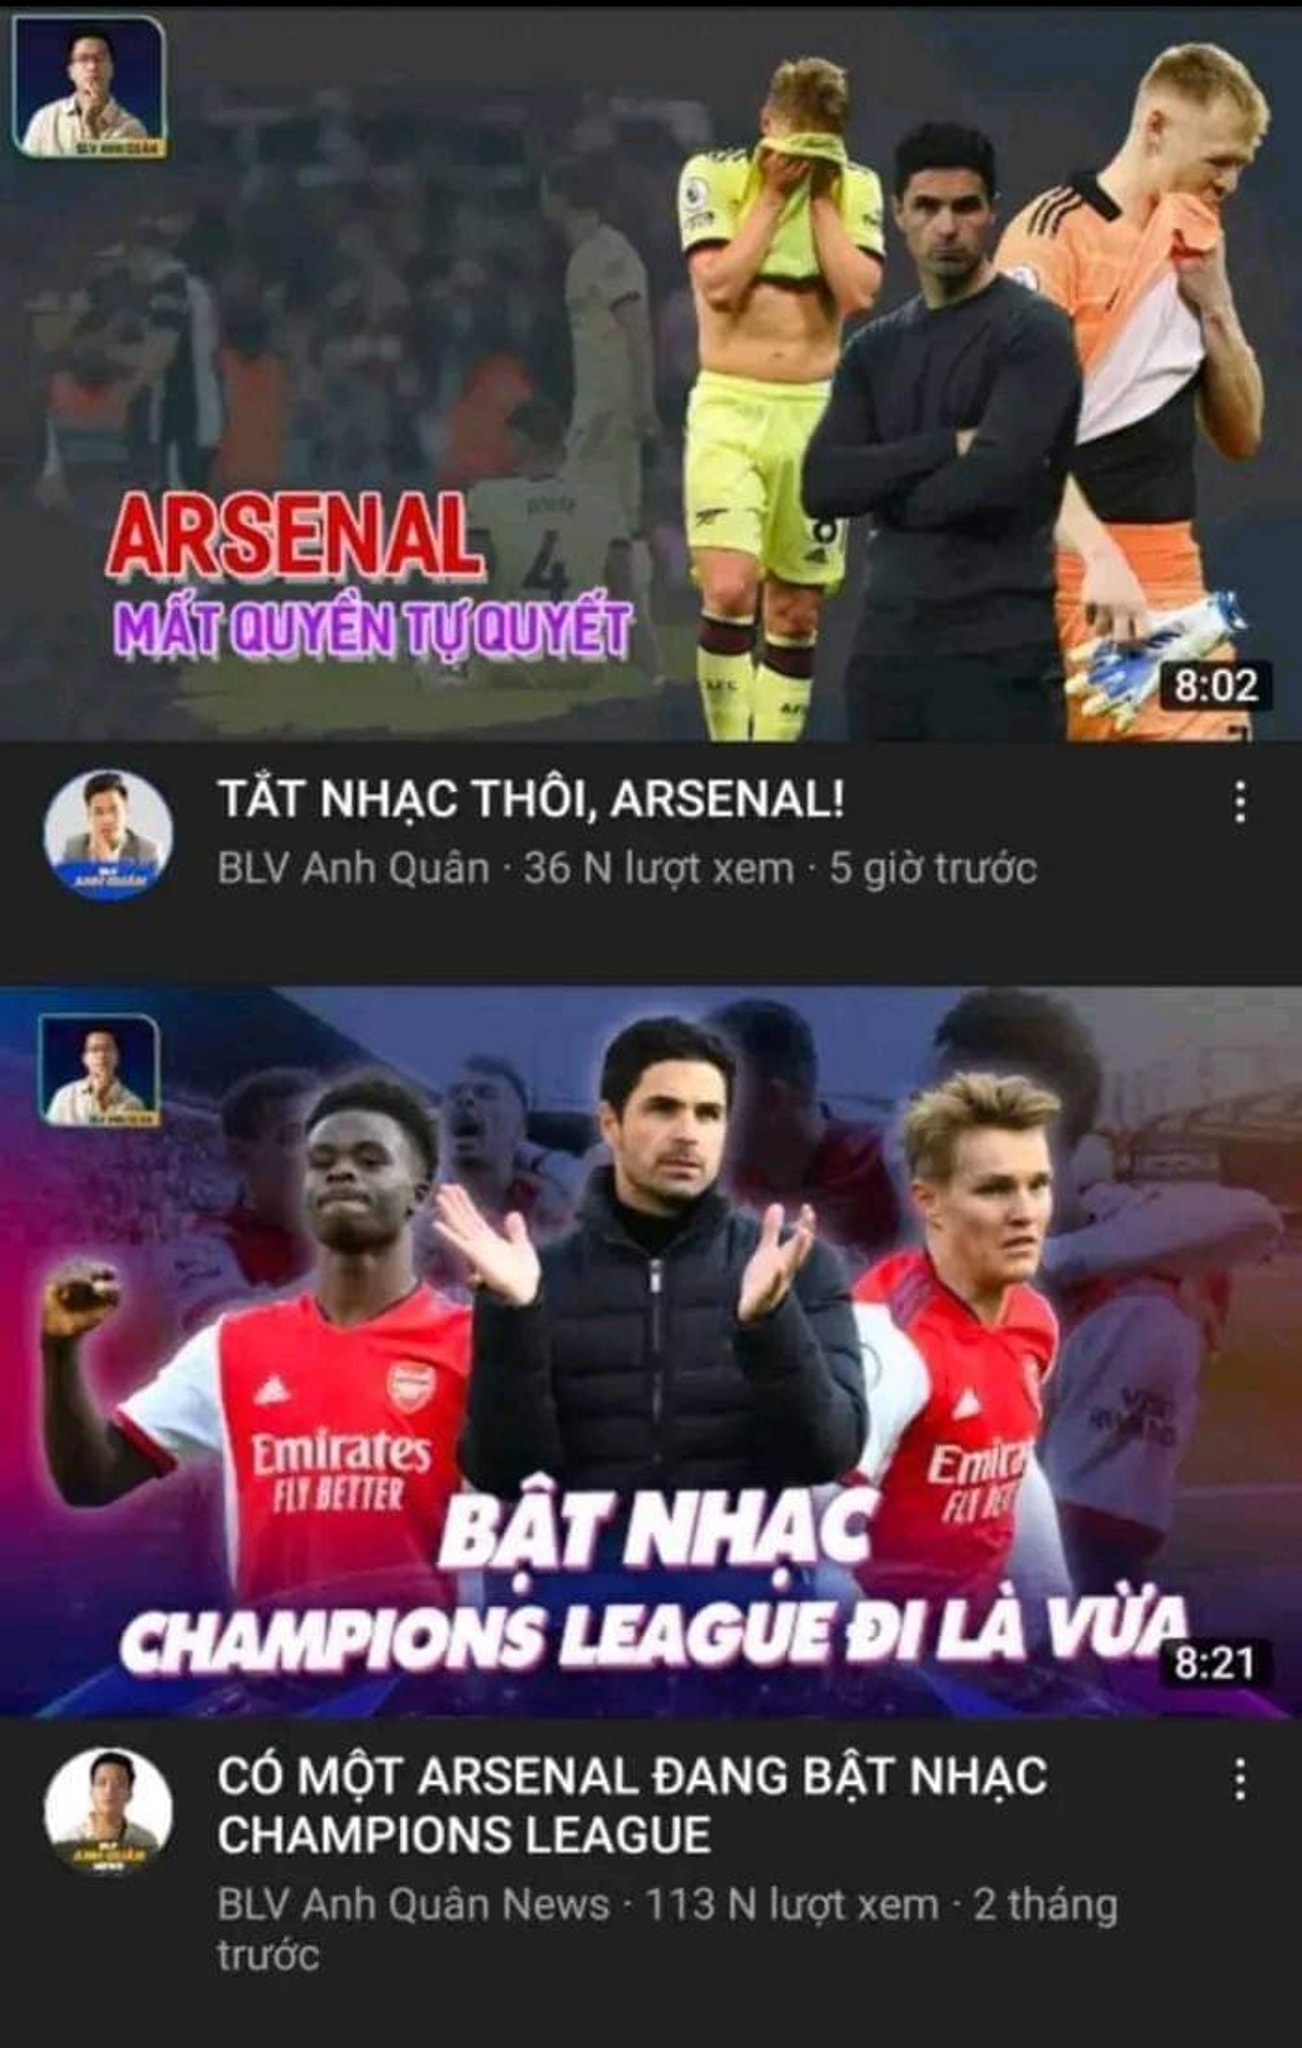 ARSENAL
4
MẤT QUYỀN TỰ QUYẾT
8:02
TẮT NHẠC THÔI, ARSENAL!
BLV Anh Quân · 36 N lượt xem · 5 giờ trước
Emirates
FLY BETTER
BẬT NHẠC
CHAMPIONS LEAGUE ĐI LÀ VỪA
8:21
CÓ MỘT ARSENAL ĐANG BẬT NHẠC
CHAMPIONS LEAGUE
BLV Anh Quân News · 113 N lượt xem · 2 tháng
trước